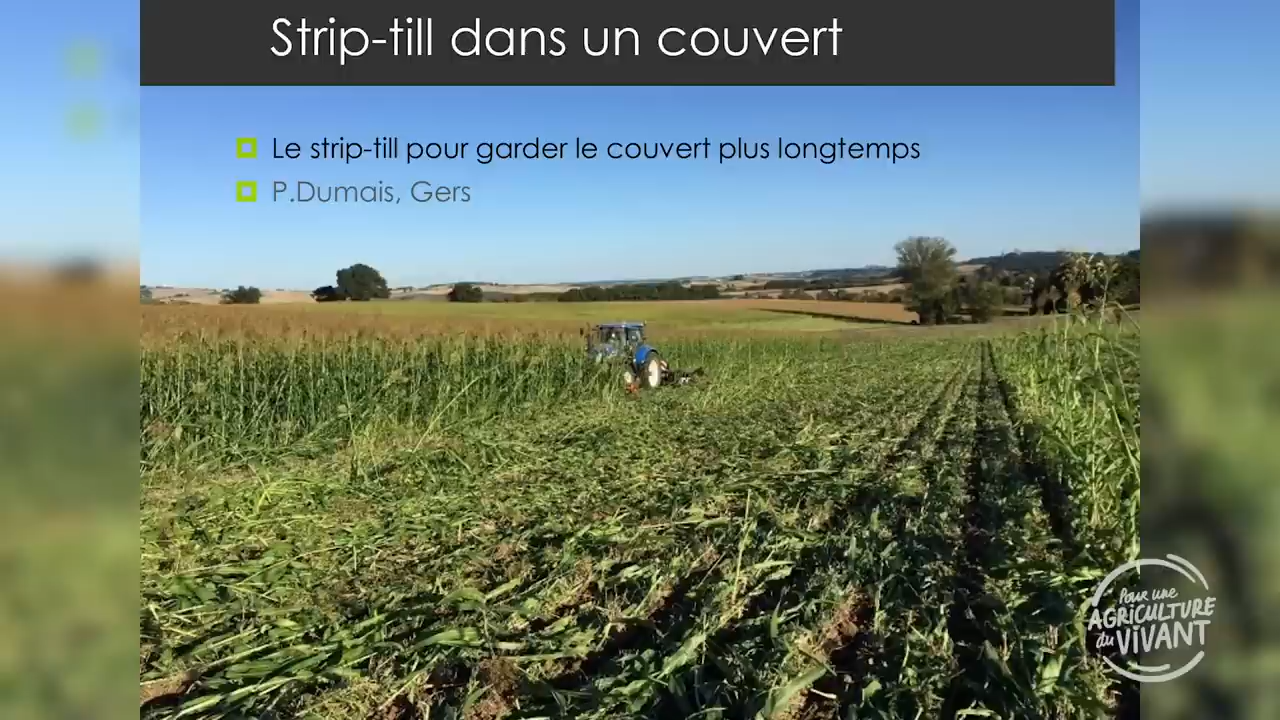 Strip-till dans un couvert
Le strip-till pour garder le couvert plus longtemps
P.Dumais, Gers
Pour une
AGRICULTURE
du VIVANT